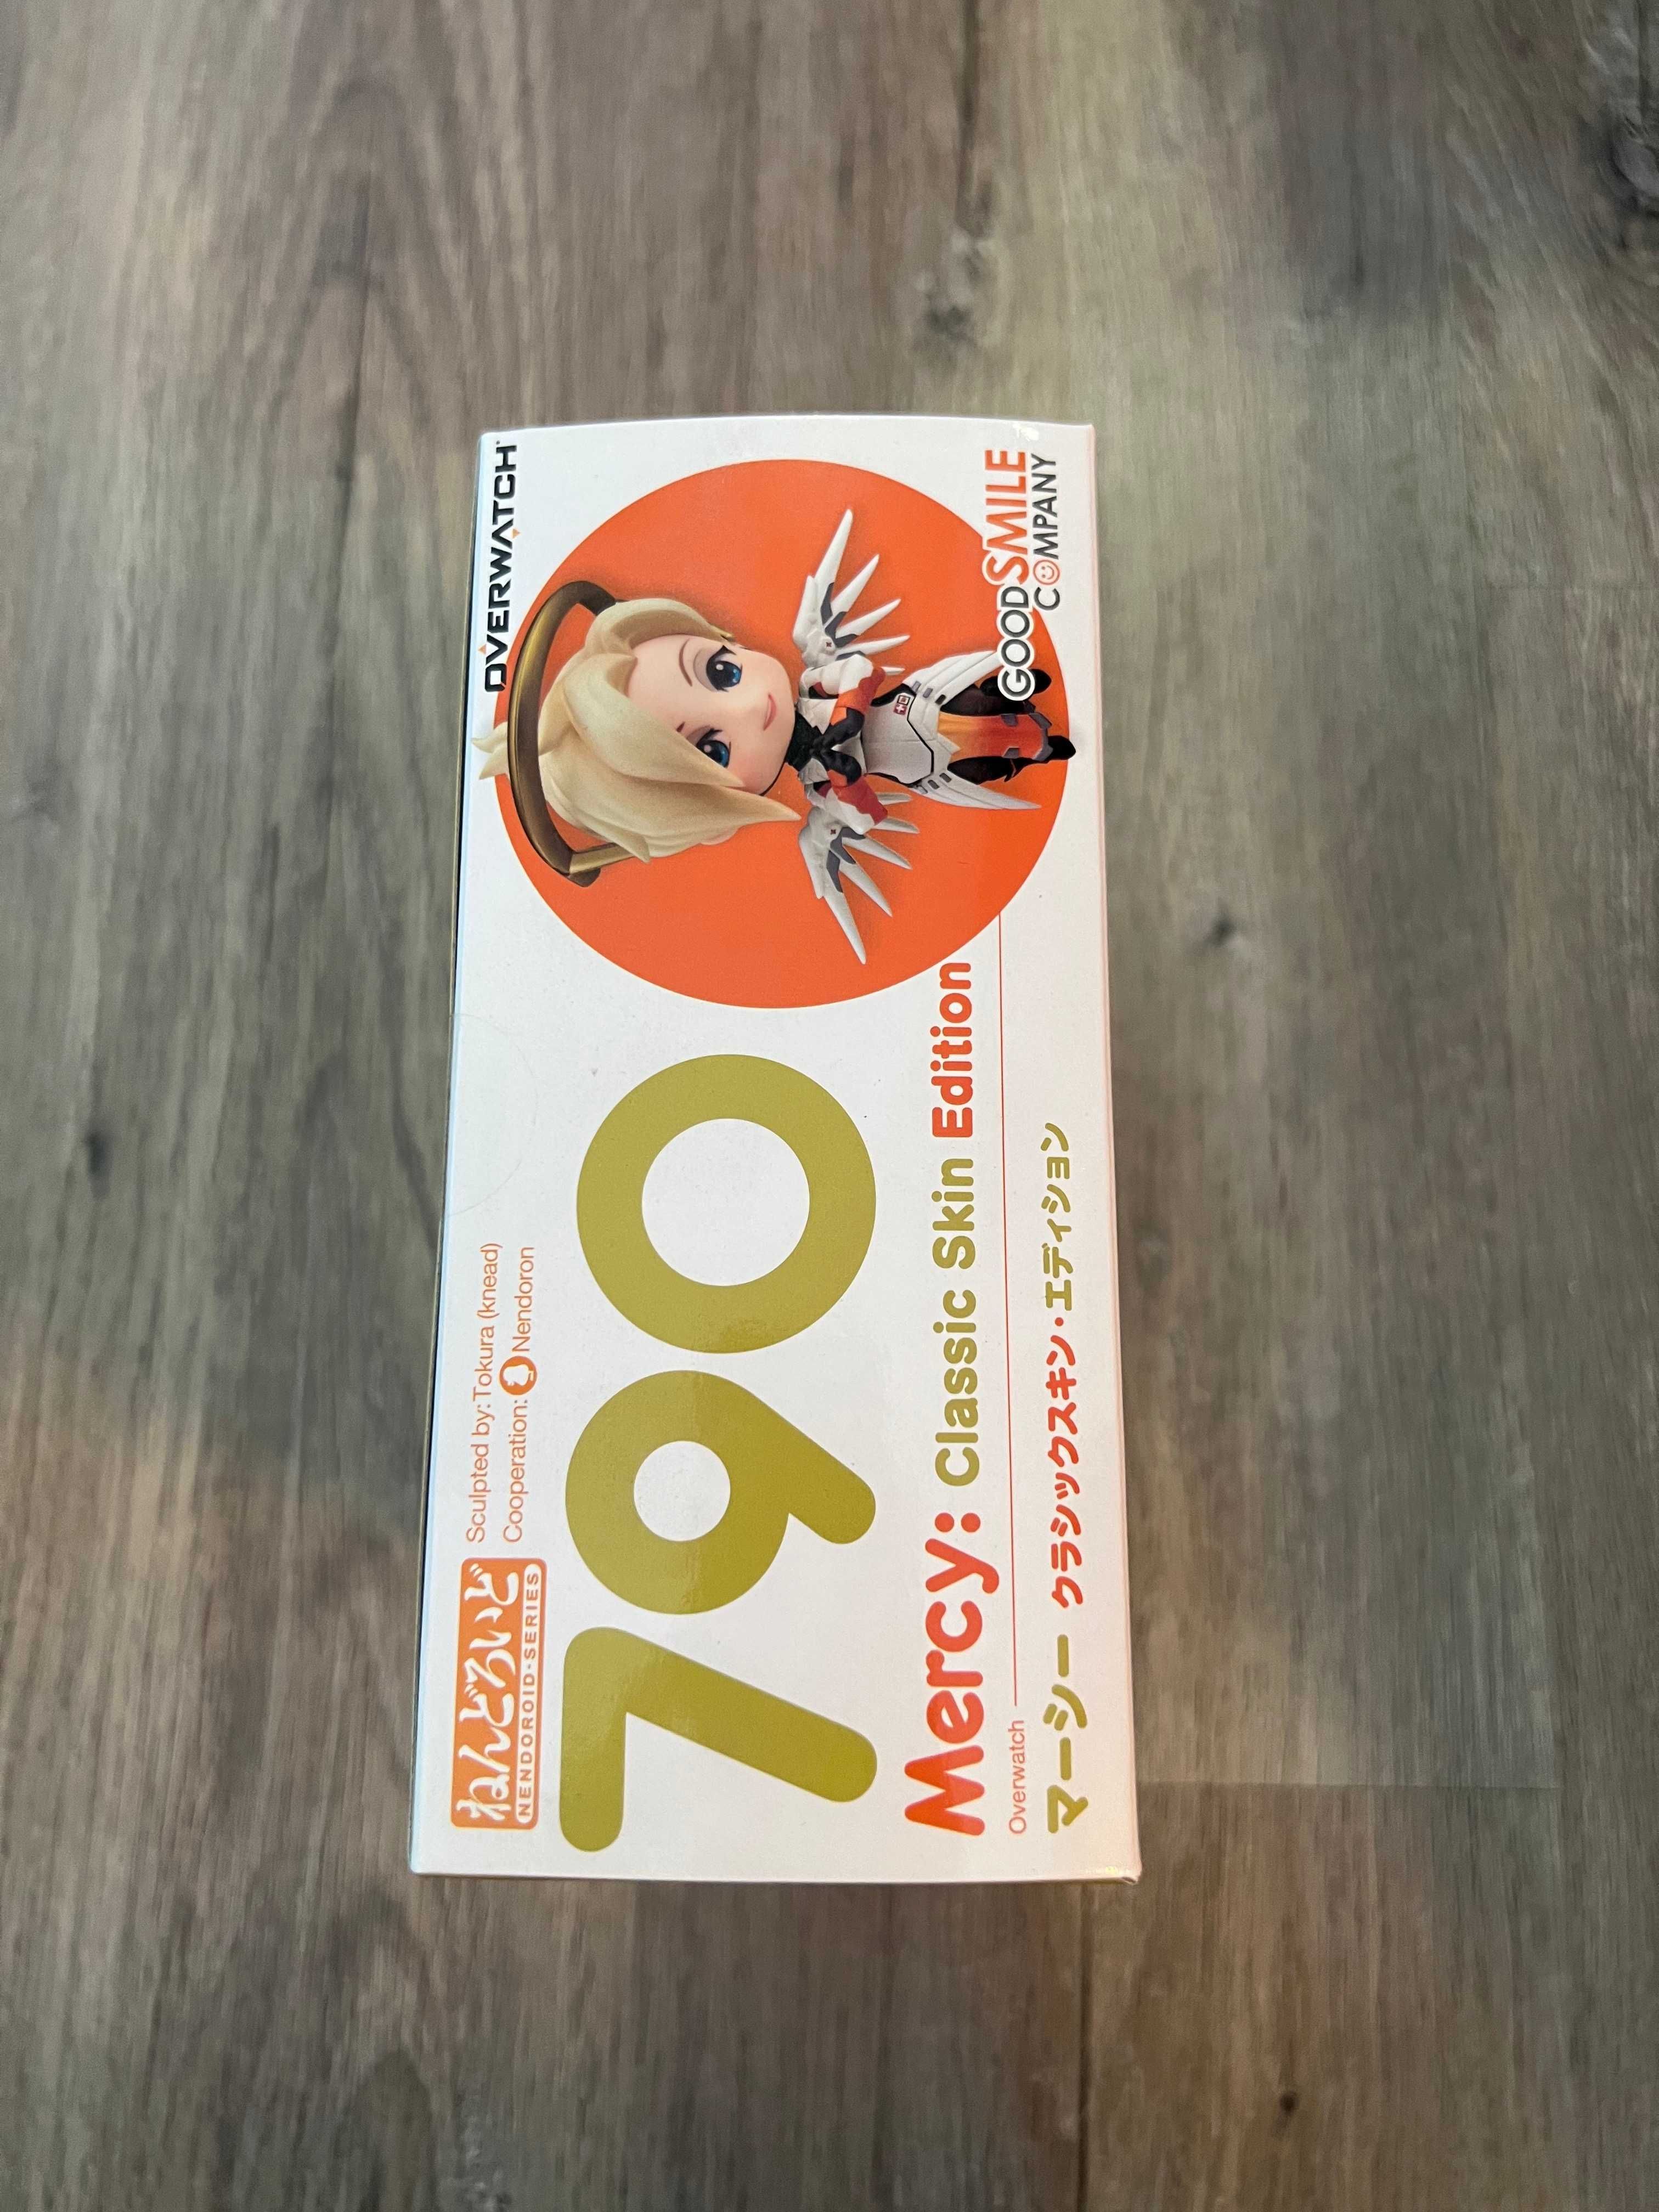 ねんどろいど
NENDOROID·SERIES
Sculpted by: Tokura (knead)
Cooperation: Nendoron
OVERWATCH
790
Mercy: Classic Skin Edition
Overwatch
マーシー クラシックスキン・エディション
GOOD SMILE
COMPANY